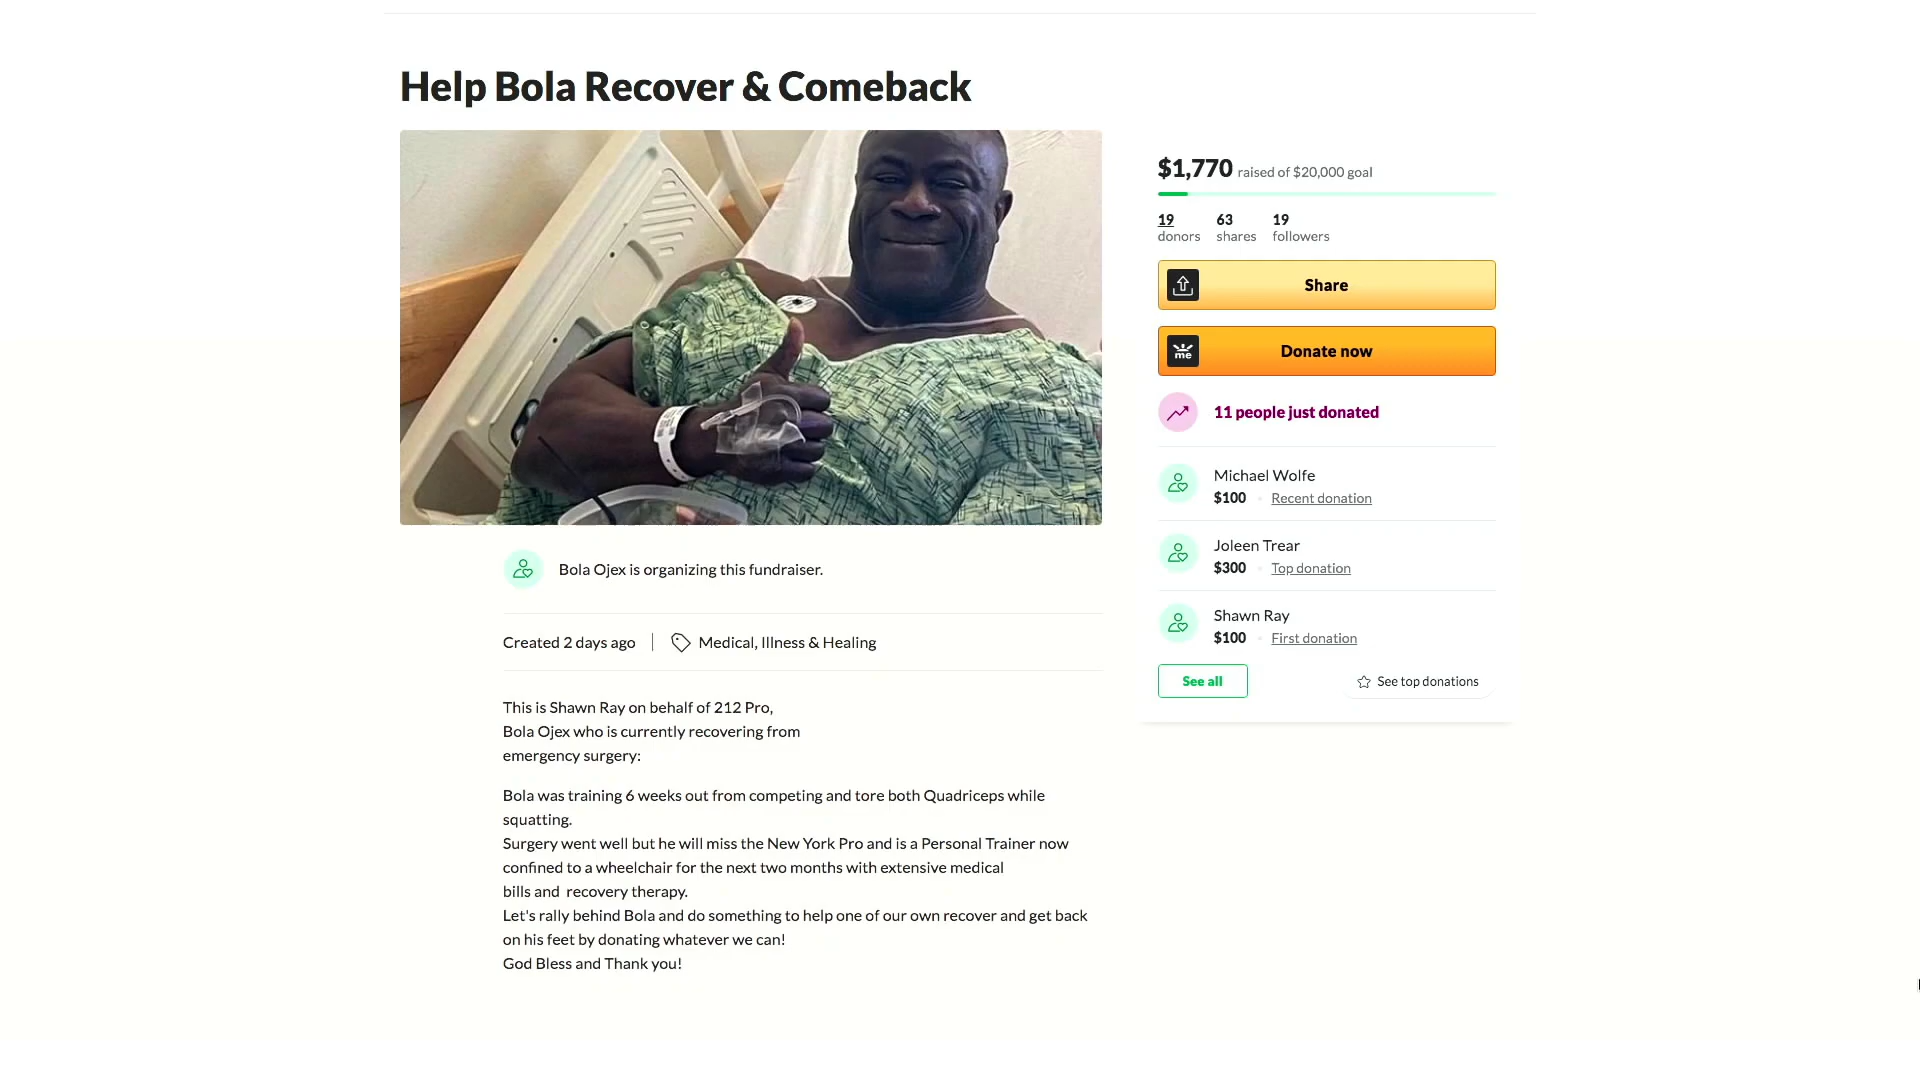 Help Bola Recover & Comeback
$1,770 raised of $20,000 goal
19 donors 63 shares 19 followers
Share
me Donate now
11 people just donated
Michael Wolfe
$100 Recent donation
Joleen Trear
$300 Top donation
Shawn Ray
$100 First donation
See all See top donations
Bola Ojex is organizing this fundraiser.
Created 2 days ago Medical, Illness & Healing
This is Shawn Ray on behalf of 212 Pro,
Bola Ojex who is currently recovering from
emergency surgery:
Bola was training 6 weeks out from competing and tore both Quadriceps while
squatting.
Surgery went well but he will miss the New York Pro and is a Personal Trainer now
confined to a wheelchair for the next two months with extensive medical
bills and recovery therapy.
Let's rally behind Bola and do something to help one of our own recover and get back
on his feet by donating whatever we can!
God Bless and Thank you!